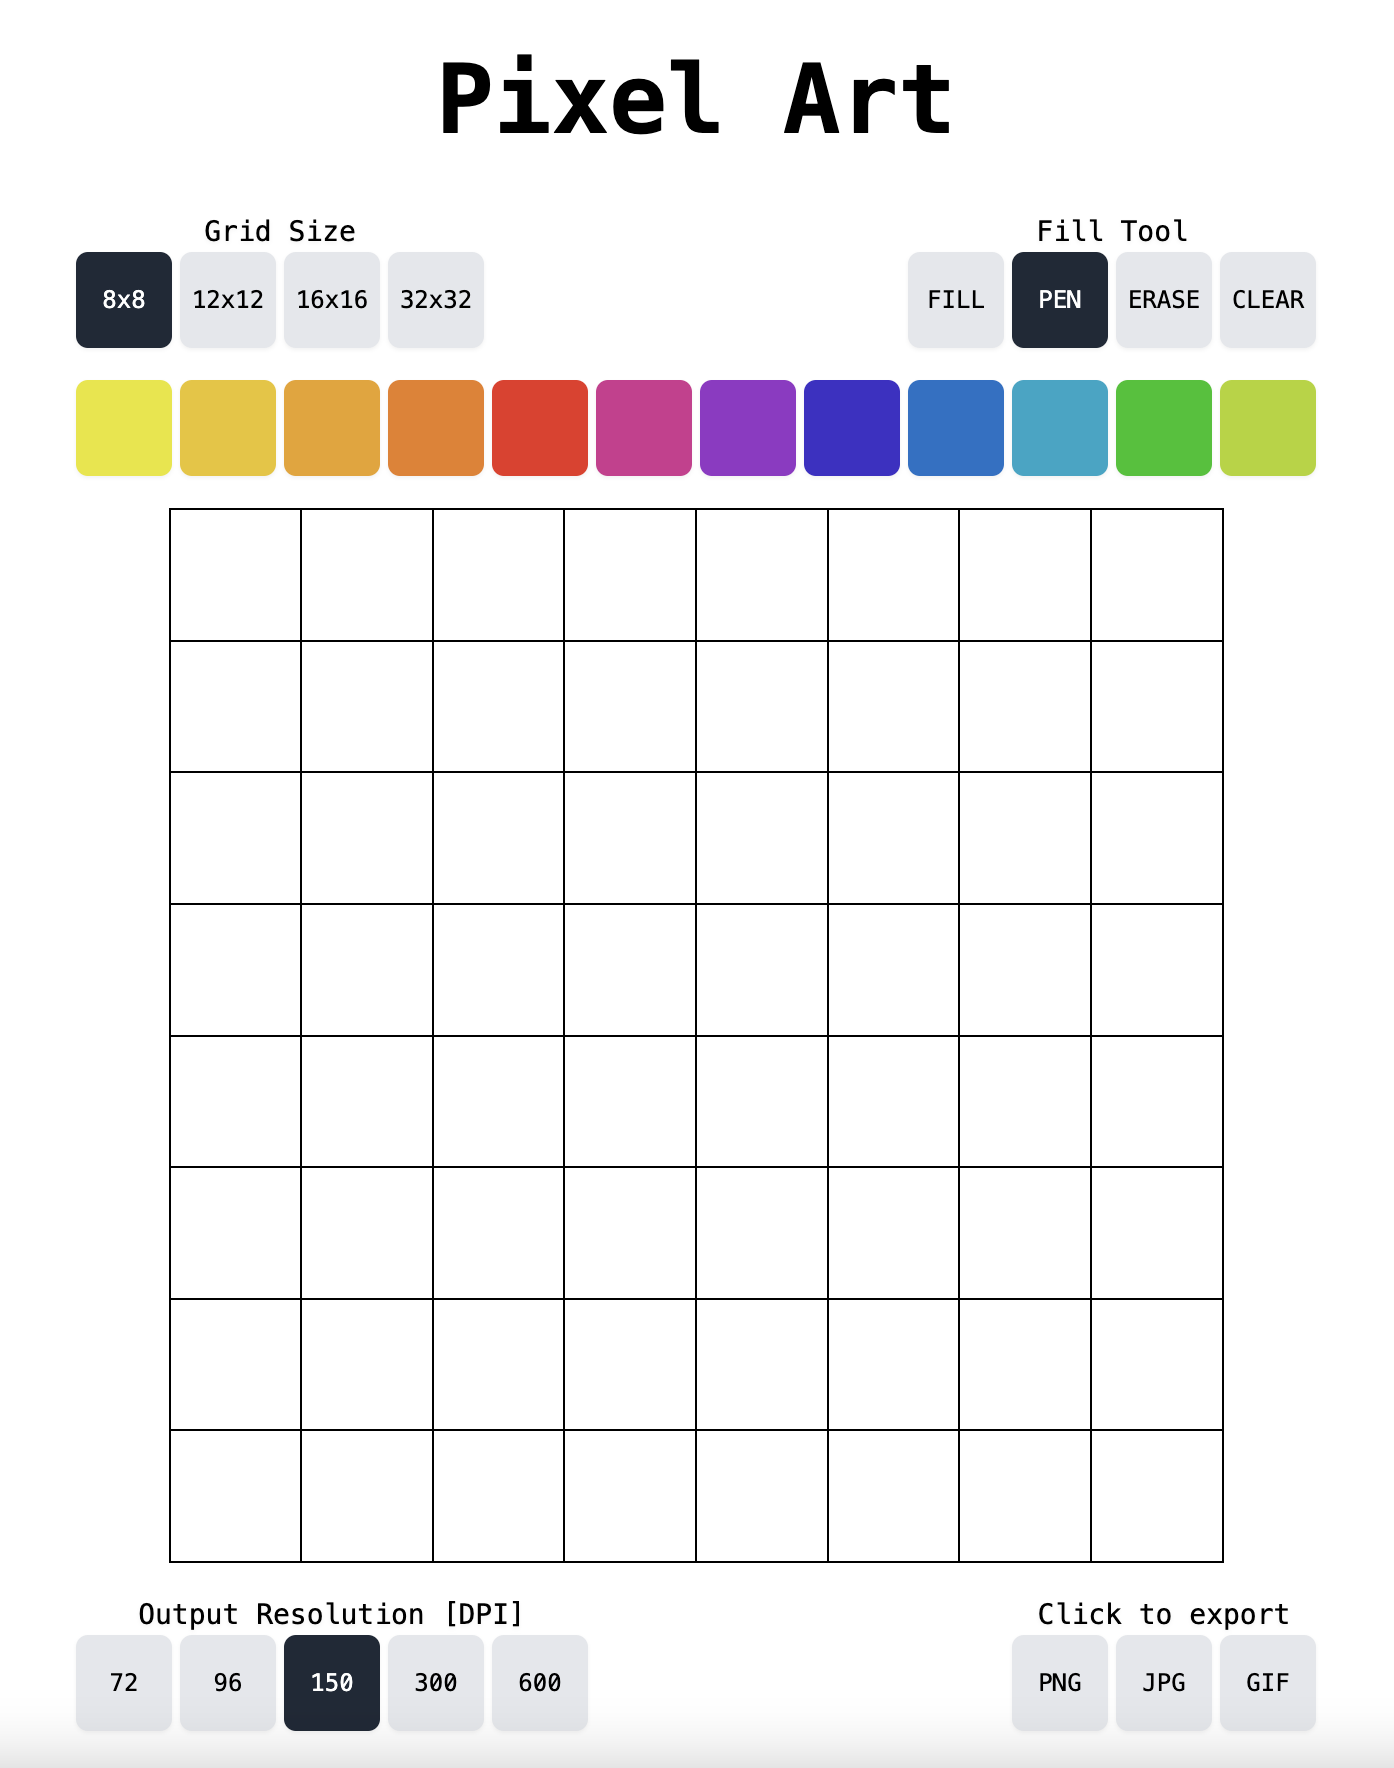 Pixel Art
Grid Size
Fill Tool
8x8 12x12 16x16 32x32
FILL PEN ERASE CLEAR
Output Resolution [DPI]
Click to export
72 96 150 300 600
PNG JPG GIF